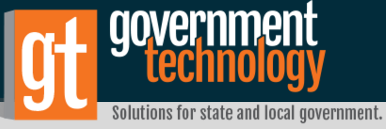 gt
government
technology
Solutions for state and local government.